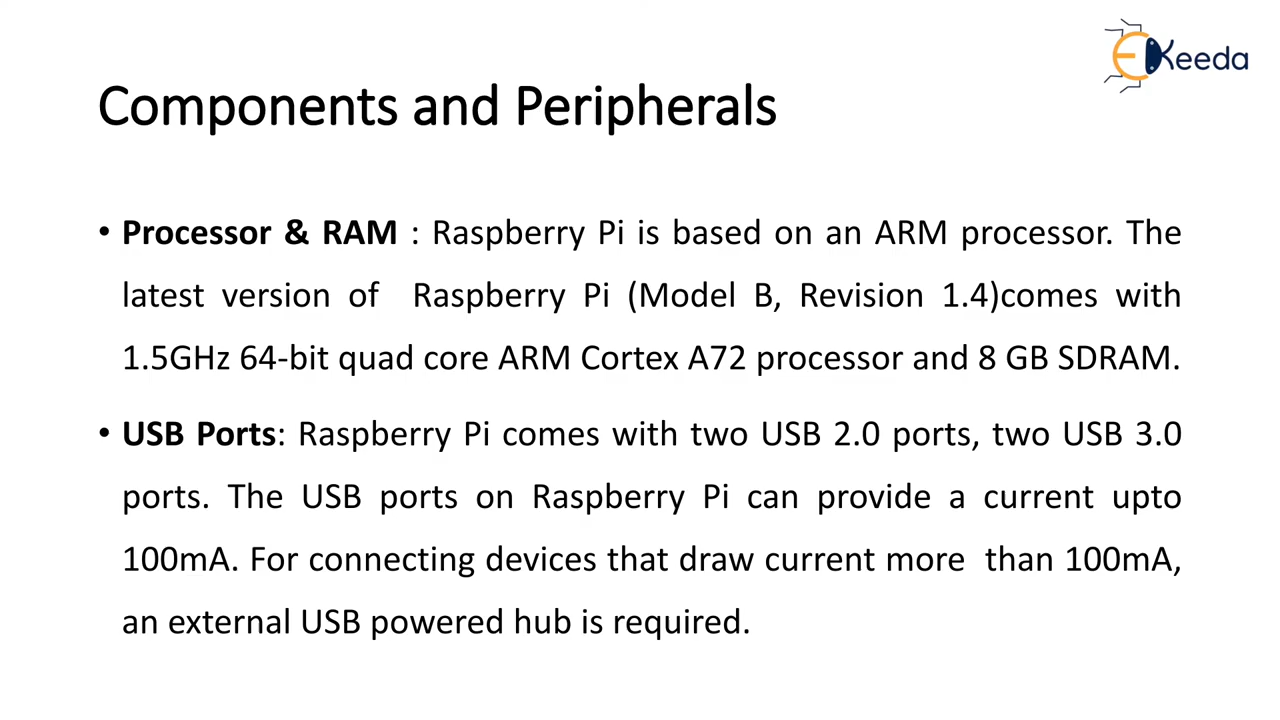 EKeeda
Components and Peripherals
• Processor & RAM : Raspberry Pi is based on an ARM processor. The
latest version of Raspberry Pi (Model B, Revision 1.4)comes with
1.5GHz 64-bit quad core ARM Cortex A72 processor and 8 GB SDRAM.
• USB Ports: Raspberry Pi comes with two USB 2.0 ports, two USB 3.0
ports. The USB ports on Raspberry Pi can provide a current upto
100mA. For connecting devices that draw current more than 100mA,
an external USB powered hub is required.